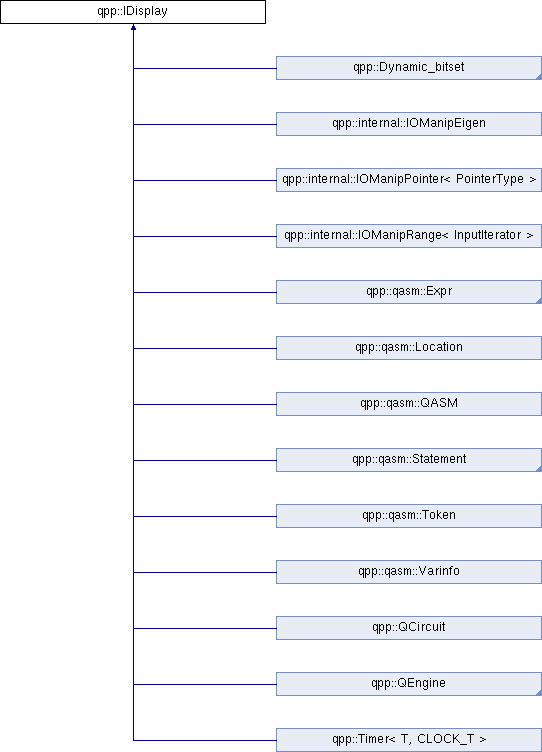 qpp::IDisplay
qpp::Dynamic_bitset
qpp::internal::IOManipEigen
qpp::internal::IOManipPointer< PointerType >
qpp::internal::IOManipRange< InputIterator >
qpp::qasm::Expr
qpp::qasm::Location
qpp::qasm::QASM
qpp::qasm::Statement
qpp::qasm::Token
qpp::qasm::Varinfo
qpp::QCircuit
qpp::QEngine
qpp::Timer< T, CLOCK_T >